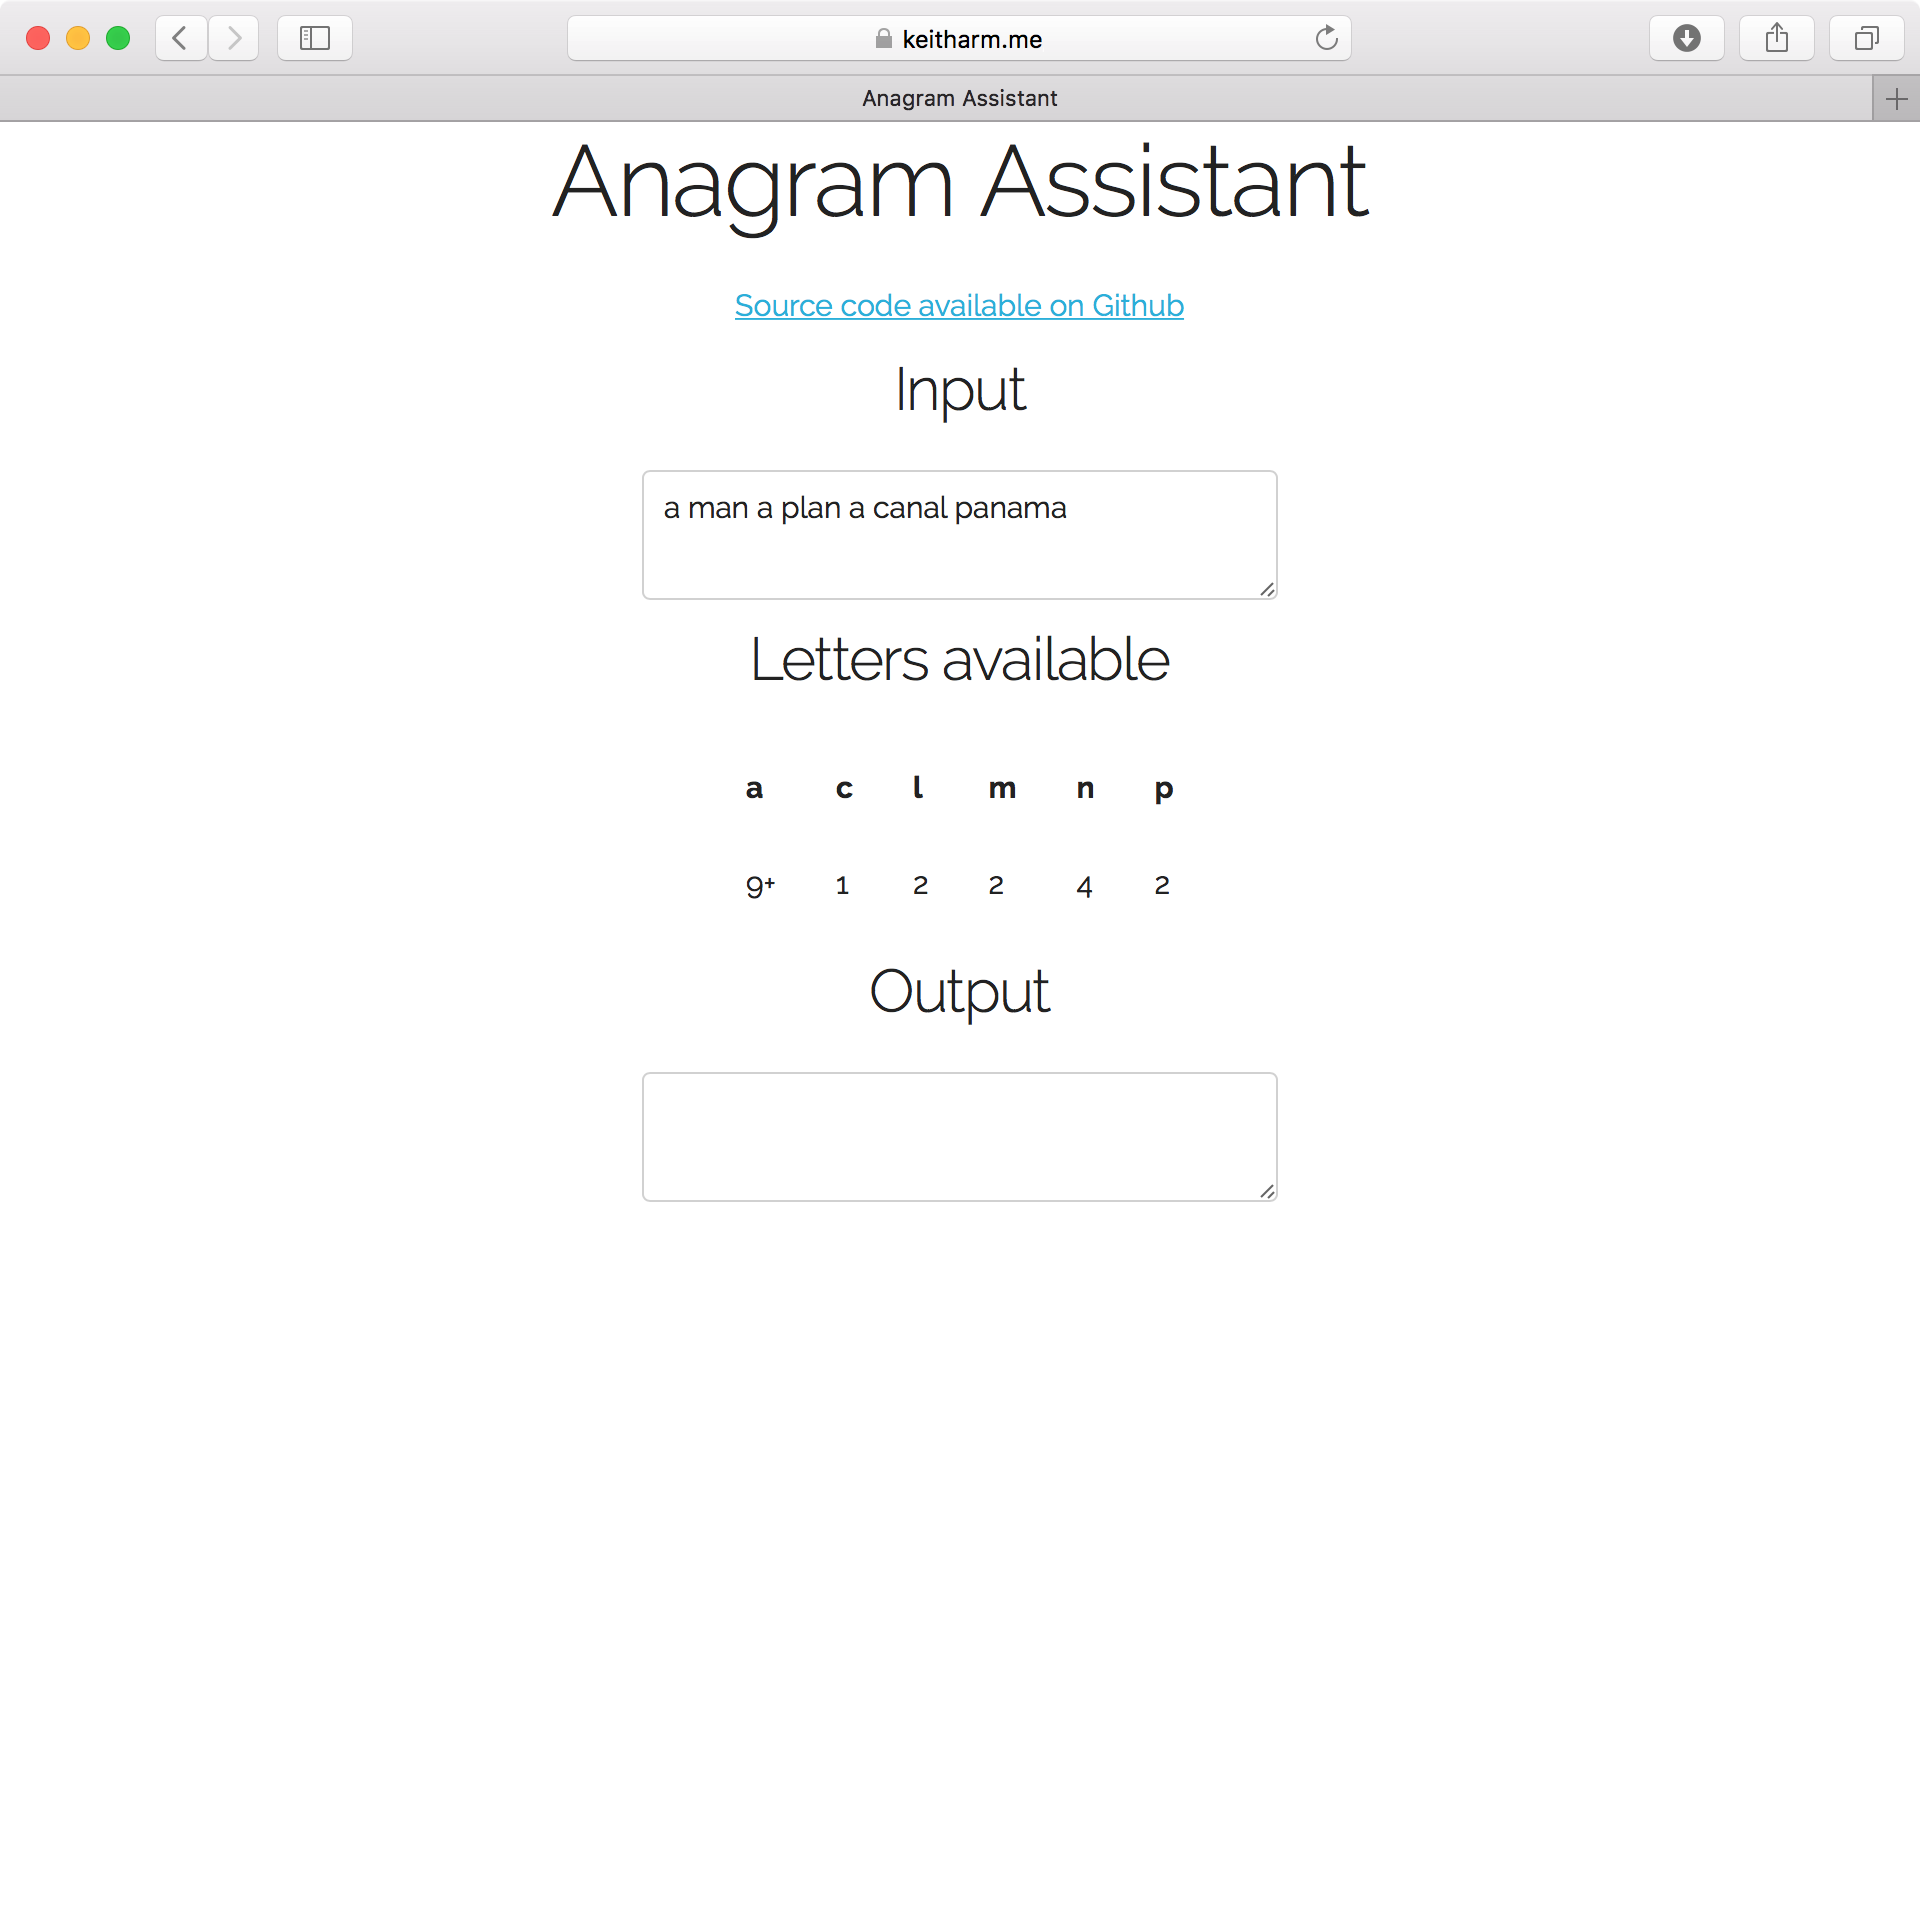 keitharm.me
Anagram Assistant
Anagram Assistant
Source code available on Github
Input
a man a plan a canal panama
Letters available
a c l m n p
9+ 1 2 2 4 2
Output